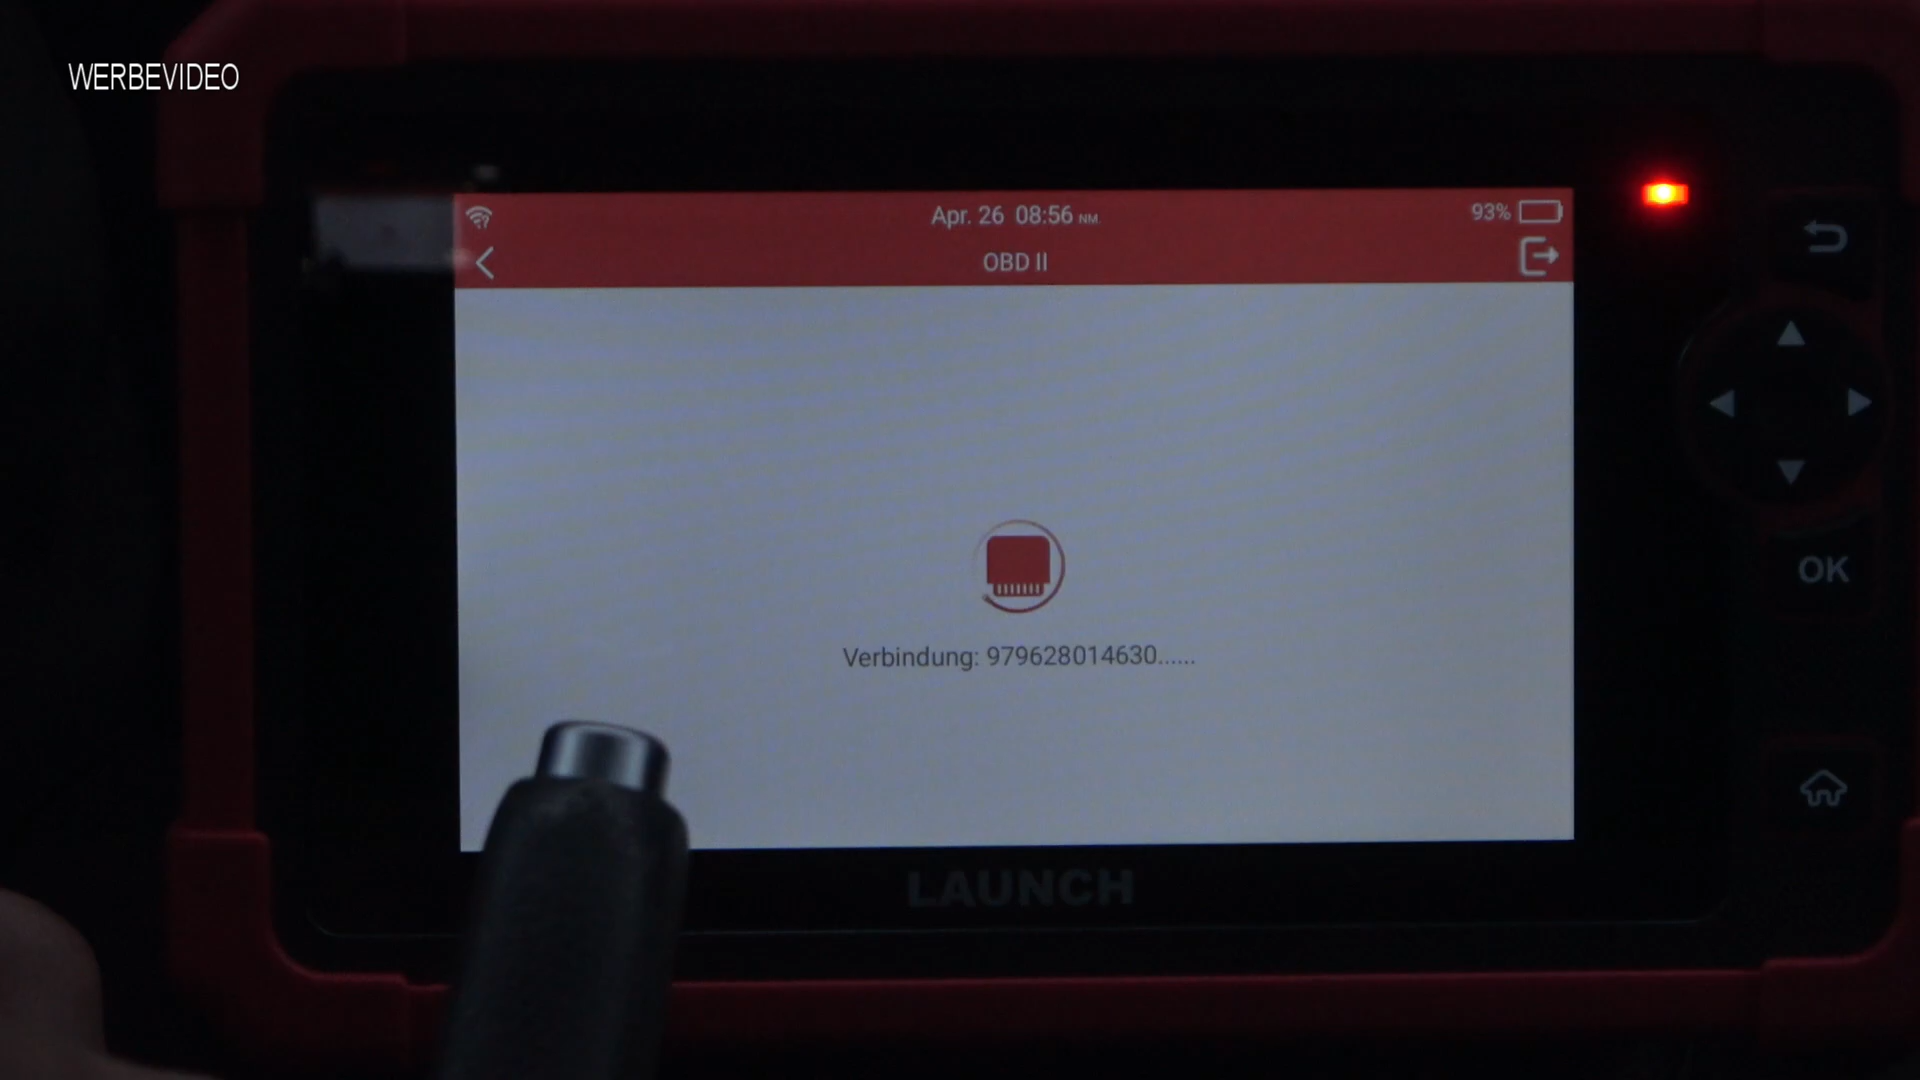 WERBEVIDEO
Apr. 26 08:56 NM. 93%
OBD II
Verbindung: 979628014630......
OK
LAUNCH